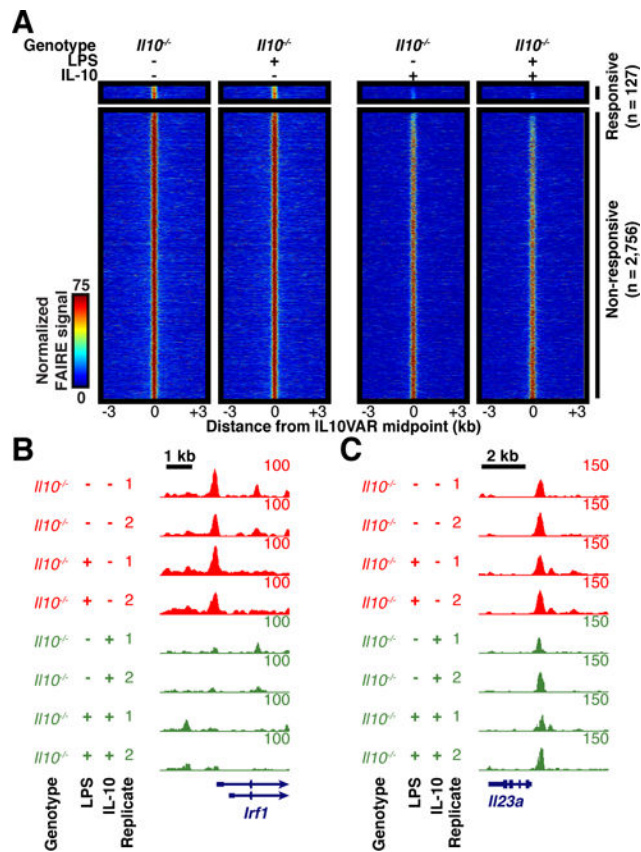 A
Genotype Il10-/- Il10-/- Il10-/- Il10-/-
LPS - + - +
IL-10 - - + +
Responsive
(n = 127)
Non-responsive
(n = 2,756)
Normalized
FAIRE signal
75
0
-3 0 +3 -3 0 +3 -3 0 +3 -3 0 +3
Distance from IL10VAR midpoint (kb)
B
1 kb
100
Il10-/- - - 1
100
Il10-/- - - 2
100
Il10-/- + - 1
100
Il10-/- + - 2
100
Il10-/- - + 1
100
Il10-/- - + 2
100
Il10-/- + + 1
100
Il10-/- + + 2
Genotype
LPS
IL-10
Replicate
Irf1
C
2 kb
150
Il10-/- - - 1
150
Il10-/- - - 2
150
Il10-/- + - 1
150
Il10-/- + - 2
150
Il10-/- - + 1
150
Il10-/- - + 2
150
Il10-/- + + 1
150
Il10-/- + + 2
Genotype
LPS
IL-10
Replicate
Il23a